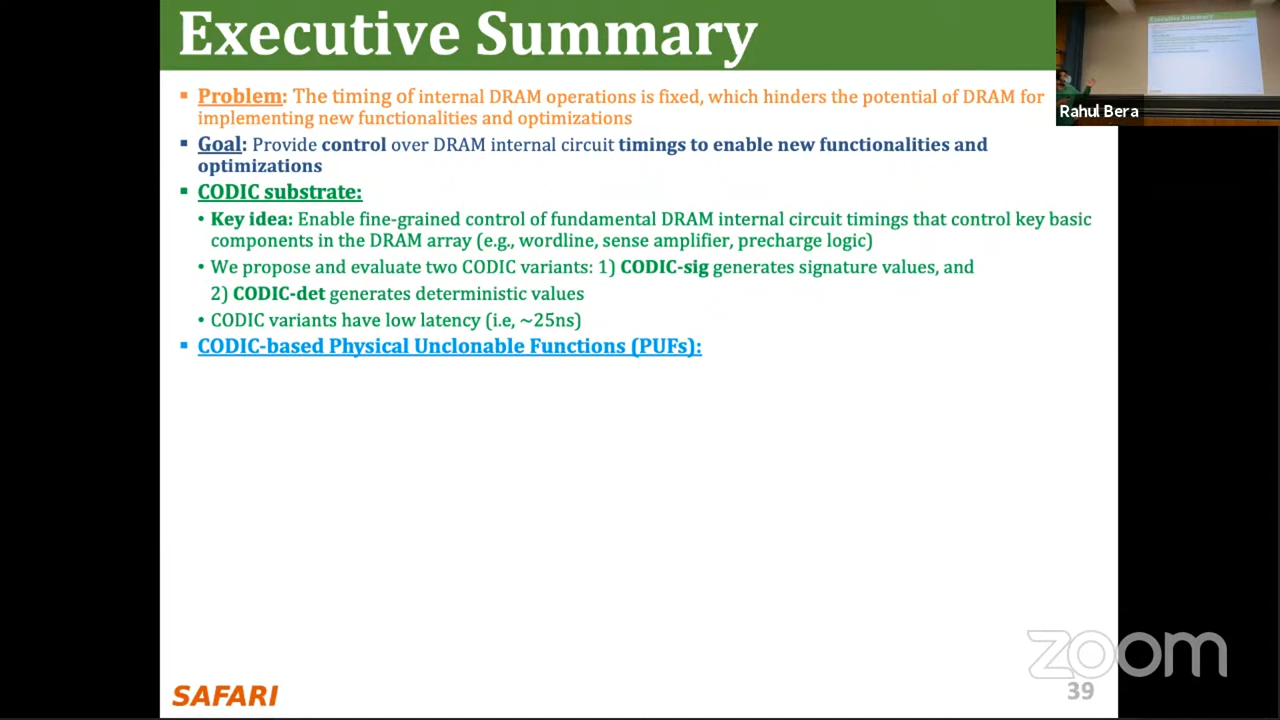 Executive Summary
Rahul Bera
▪ Problem: The timing of internal DRAM operations is fixed, which hinders the potential of DRAM for
implementing new functionalities and optimizations
▪ Goal: Provide control over DRAM internal circuit timings to enable new functionalities and
optimizations
▪ CODIC substrate:
• Key idea: Enable fine-grained control of fundamental DRAM internal circuit timings that control key basic
components in the DRAM array (e.g., wordline, sense amplifier, precharge logic)
• We propose and evaluate two CODIC variants: 1) CODIC-sig generates signature values, and
2) CODIC-det generates deterministic values
• CODIC variants have low latency (i.e, ~25ns)
▪ CODIC-based Physical Unclonable Functions (PUFs):
zoom
SAFARI
39